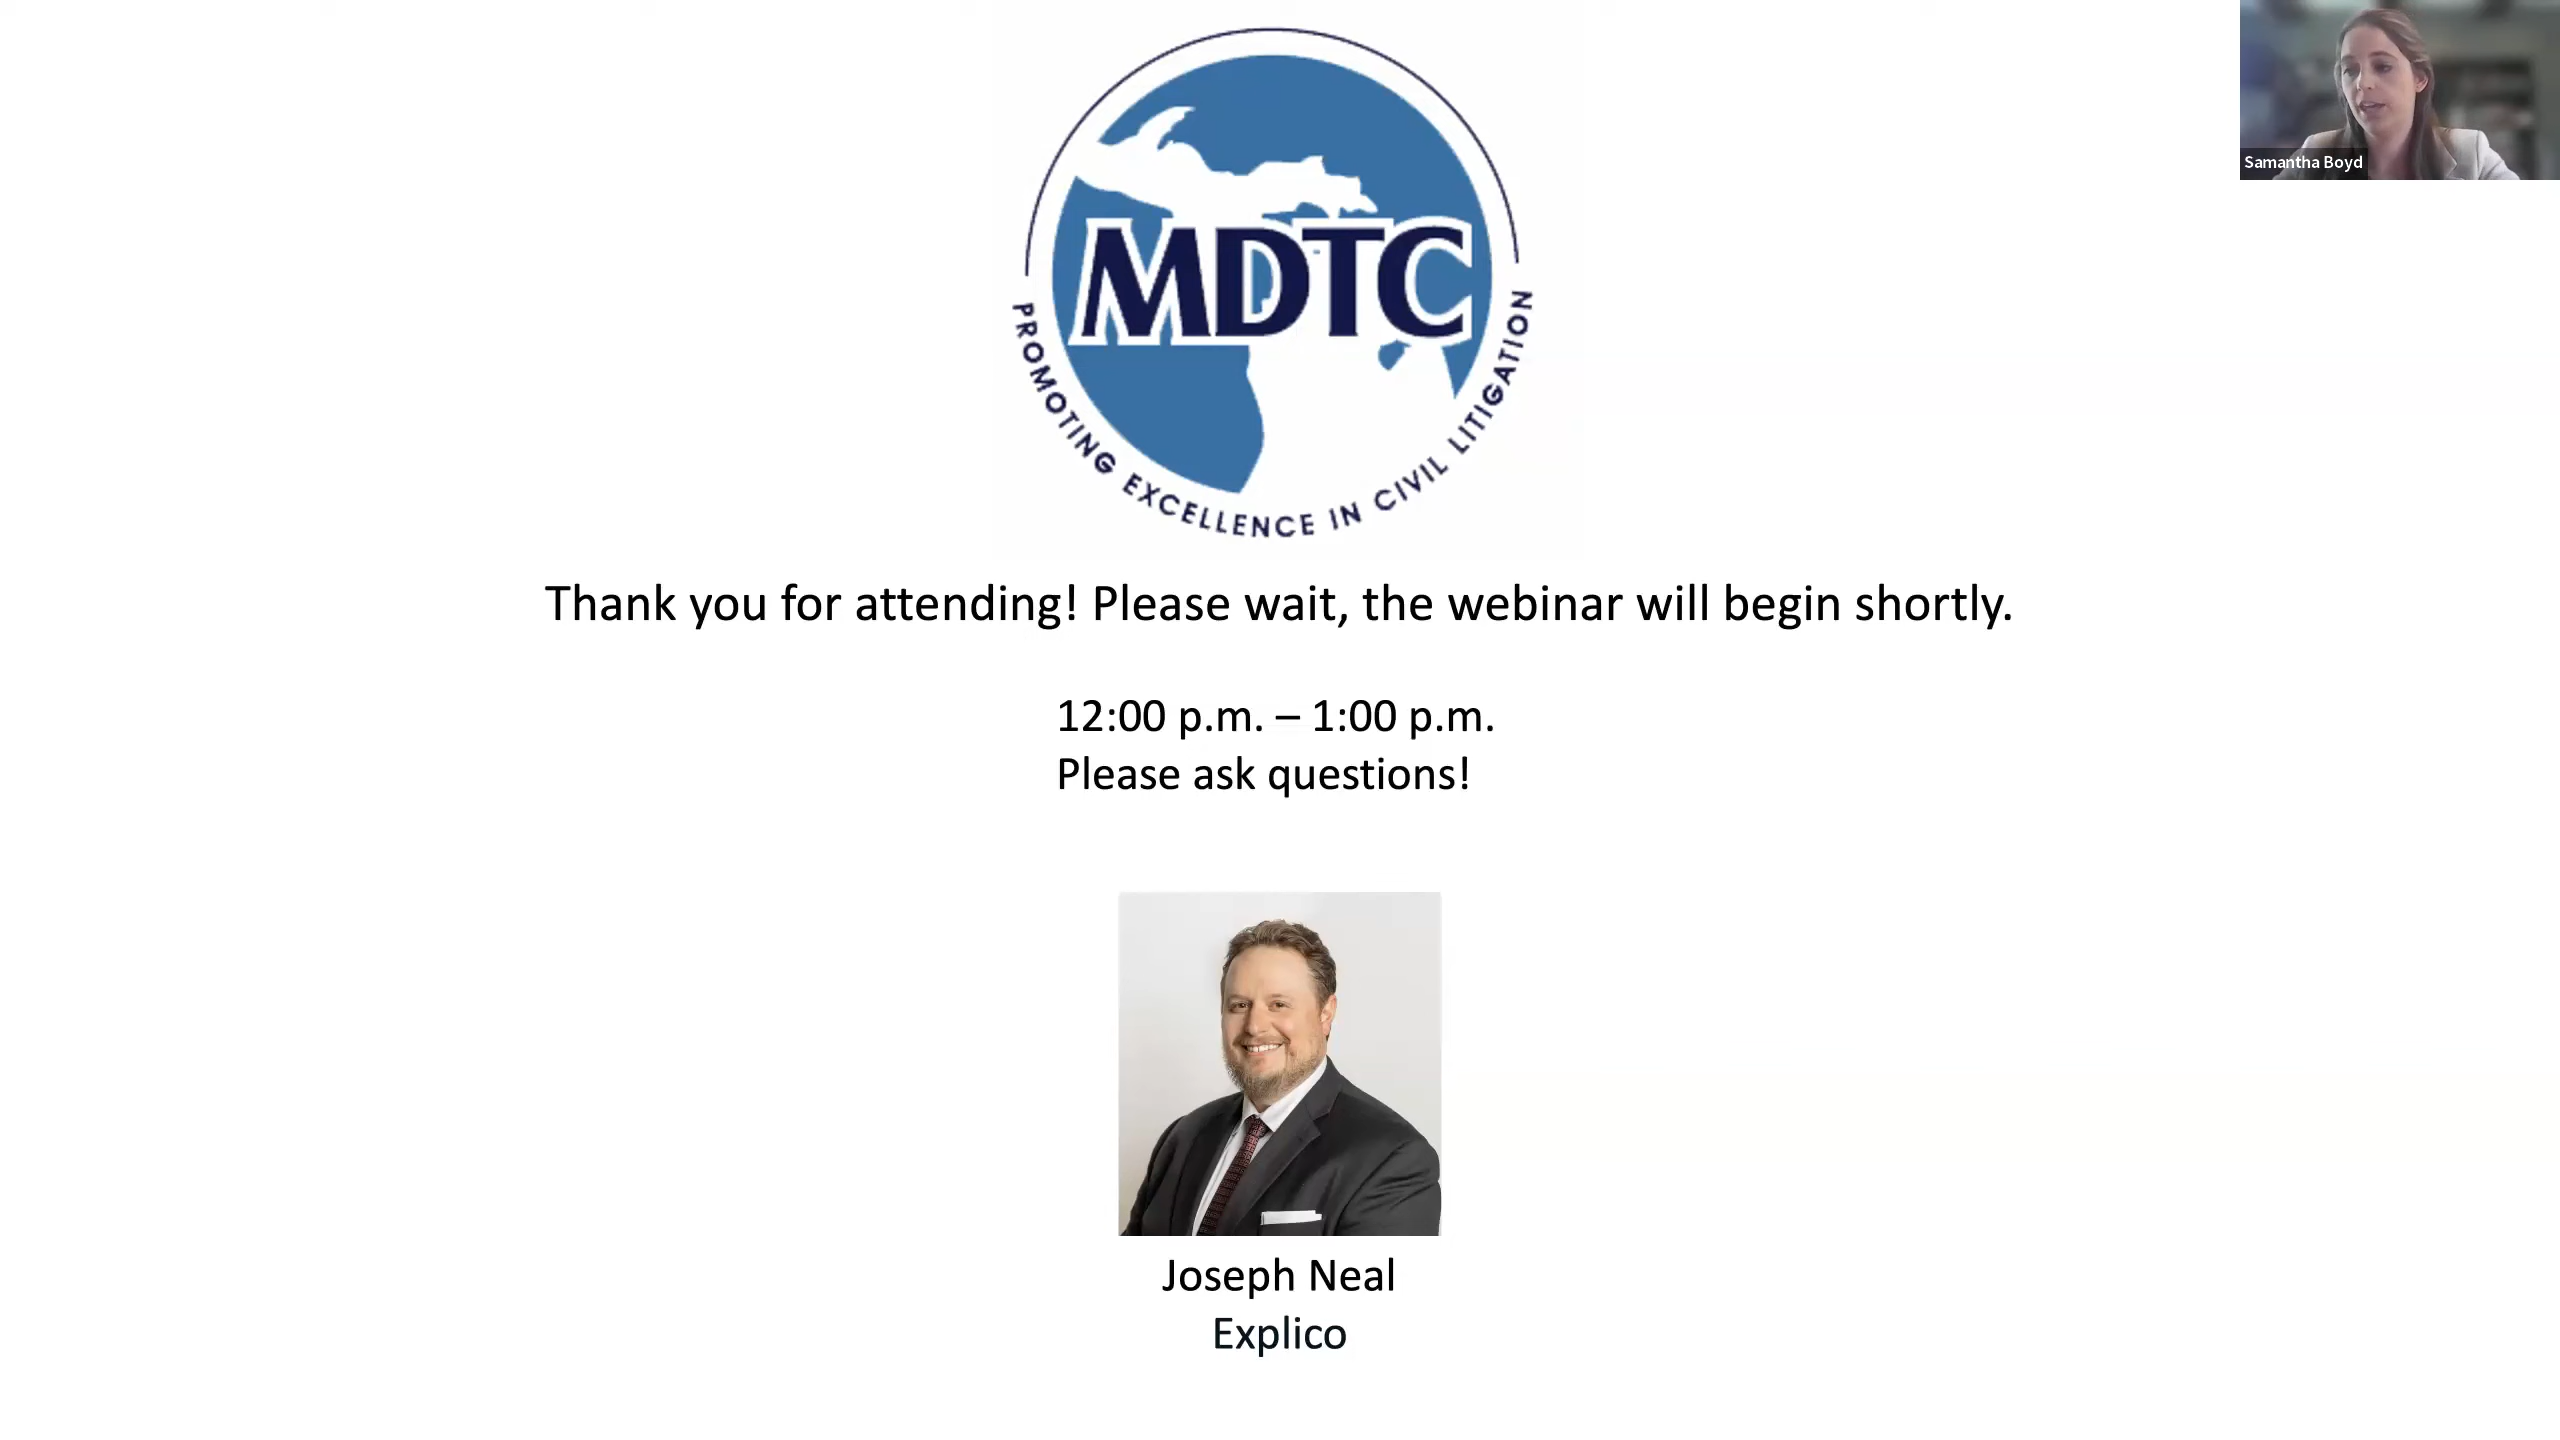 MDTC
PROMOTING EXCELLENCE IN CIVIL LITIGATION
Samantha Boyd
Thank you for attending! Please wait, the webinar will begin shortly.
12:00 p.m. – 1:00 p.m.
Please ask questions!
Joseph Neal
Explico